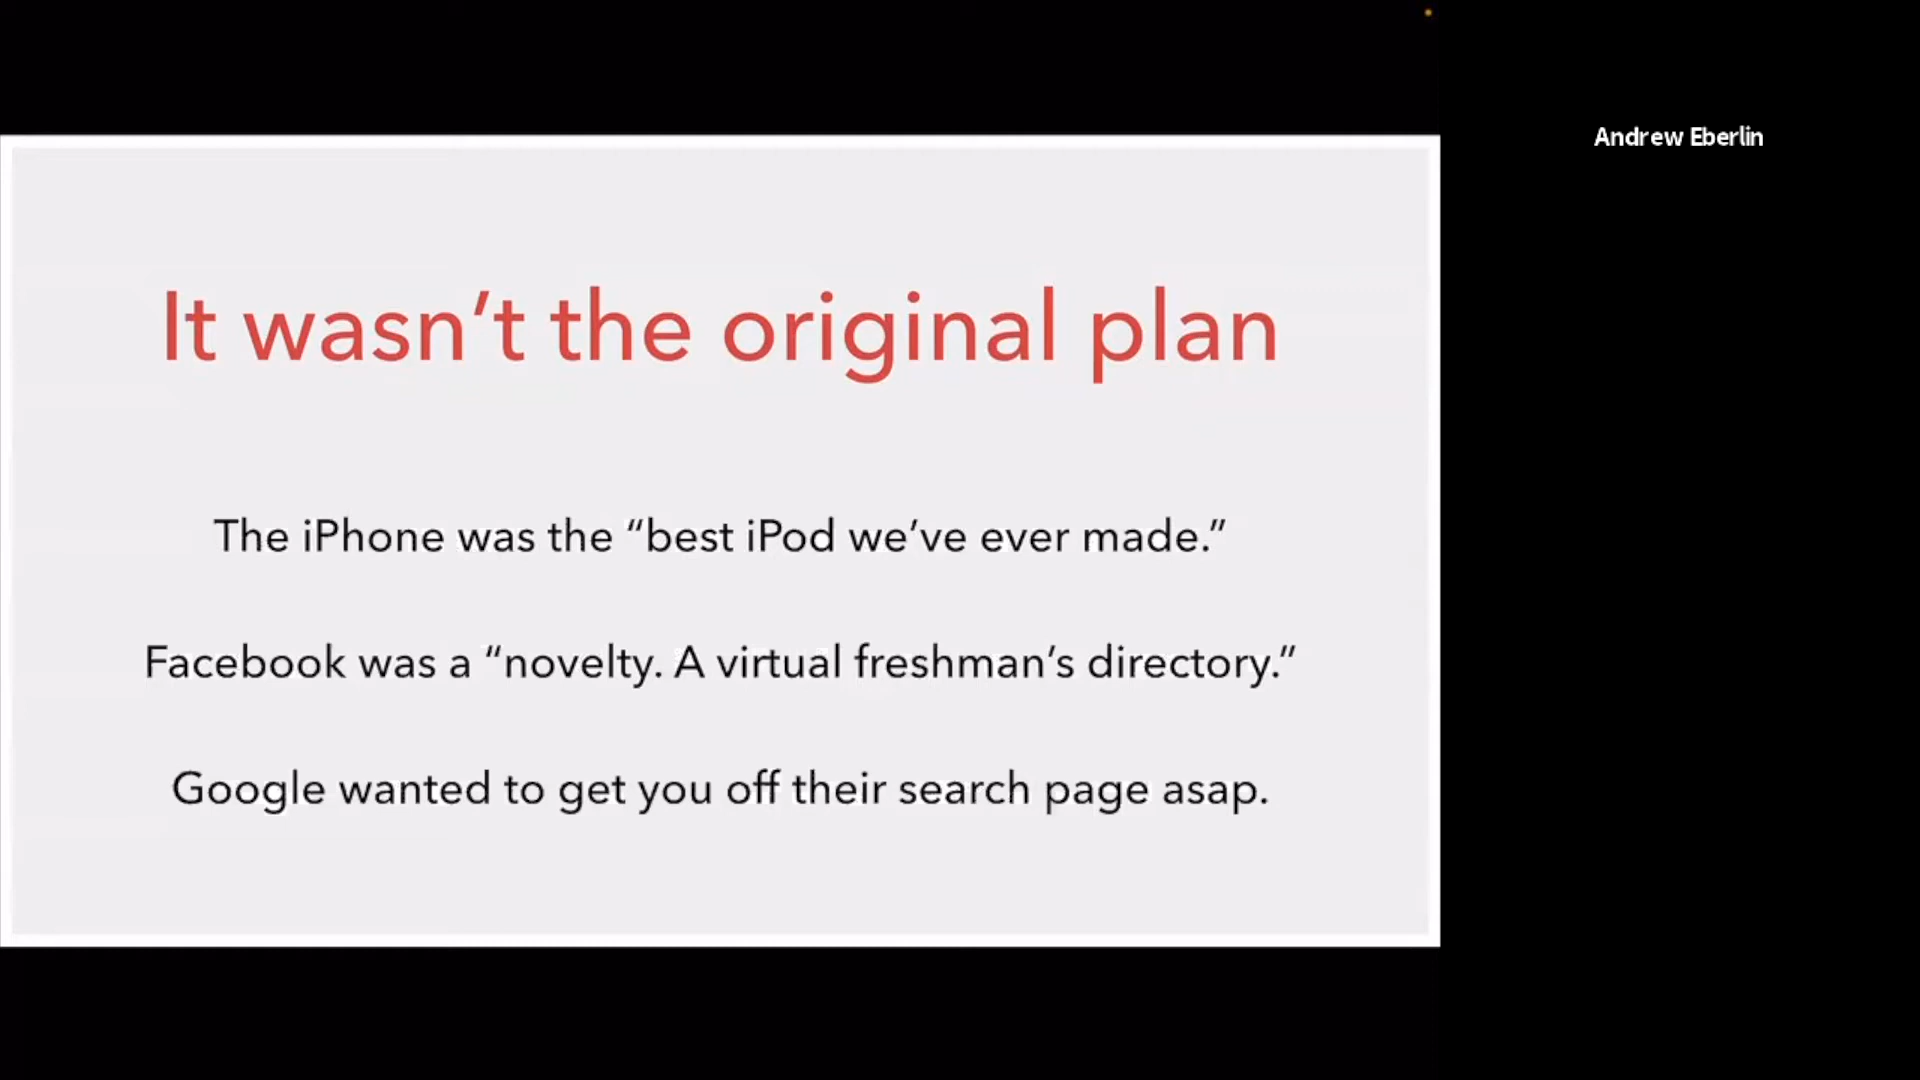 Andrew Eberlin
It wasn’t the original plan
The iPhone was the “best iPod we’ve ever made.”
Facebook was a “novelty. A virtual freshman’s directory.”
Google wanted to get you off their search page asap.